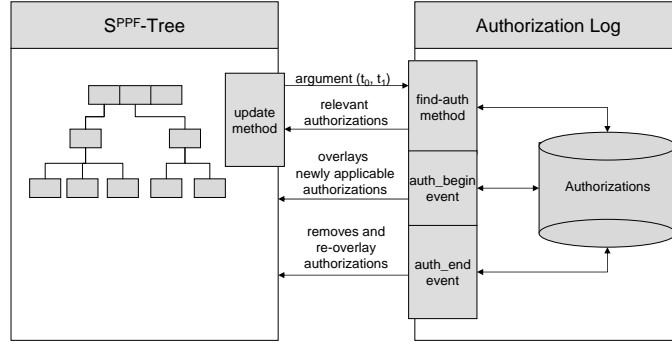 S^PPF-Tree
Authorization Log
update
method
argument (t₀, t₁)
relevant
authorizations
overlays
newly applicable
authorizations
removes and
re-overlay
authorizations
find-auth
method
auth_begin
event
auth_end
event
Authorizations